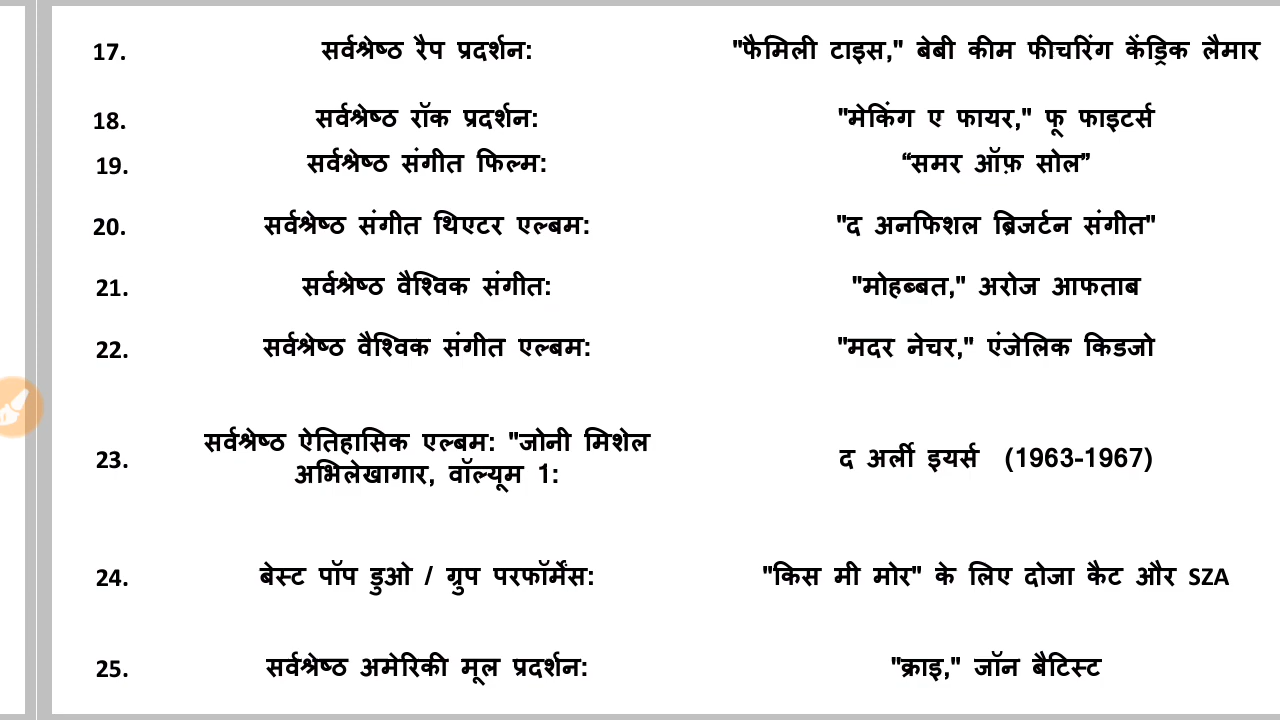 17. सर्वश्रेष्ठ रैप प्रदर्शन: "फैमिली टाइस," बेबी कीम फीचरिंग केंड्रिक लैमार
18. सर्वश्रेष्ठ रॉक प्रदर्शन: "मेकिंग ए फायर," फू फाइटर्स
19. सर्वश्रेष्ठ संगीत फिल्म: “समर ऑफ़ सोल”
20. सर्वश्रेष्ठ संगीत थिएटर एल्बम: "द अनफिशल ब्रिजर्टन संगीत"
21. सर्वश्रेष्ठ वैश्विक संगीत: "मोहब्बत," अरोज आफताब
22. सर्वश्रेष्ठ वैश्विक संगीत एल्बम: "मदर नेचर," एंजेलिक किडजो
23. सर्वश्रेष्ठ ऐतिहासिक एल्बम: "जोनी मिशेल
अभिलेखागार, वॉल्यूम 1: द अर्ली इयर्स (1963-1967)
24. बेस्ट पॉप डुओ / ग्रुप परफॉर्मेंस: "किस मी मोर" के लिए दोजा कैट और SZA
25. सर्वश्रेष्ठ अमेरिकी मूल प्रदर्शन: "क्राइ," जॉन बैटिस्ट